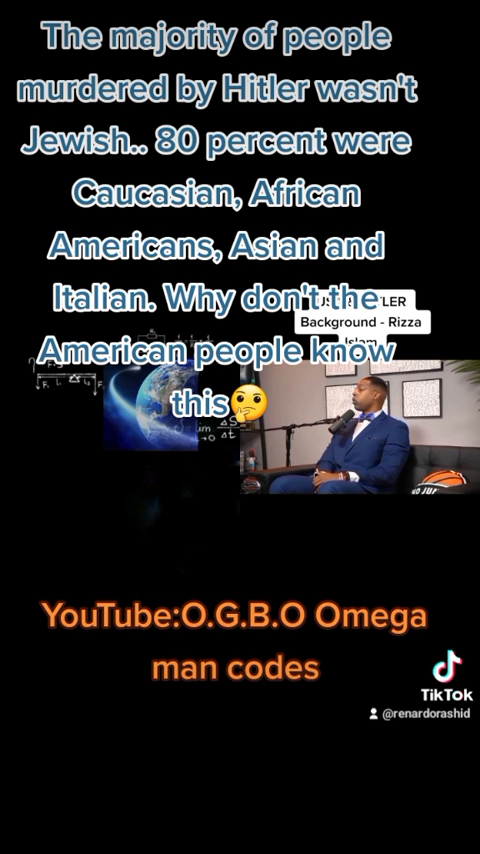 The majority of people
murdered by Hitler wasn't
Jewish.. 80 percent were
Caucasian, African
Americans, Asian and
Italian. Why don't the
American people know
this🤔
Background - Rizza
Islam
YouTube:O.G.B.O Omega
man codes
TikTok
@renardorashid